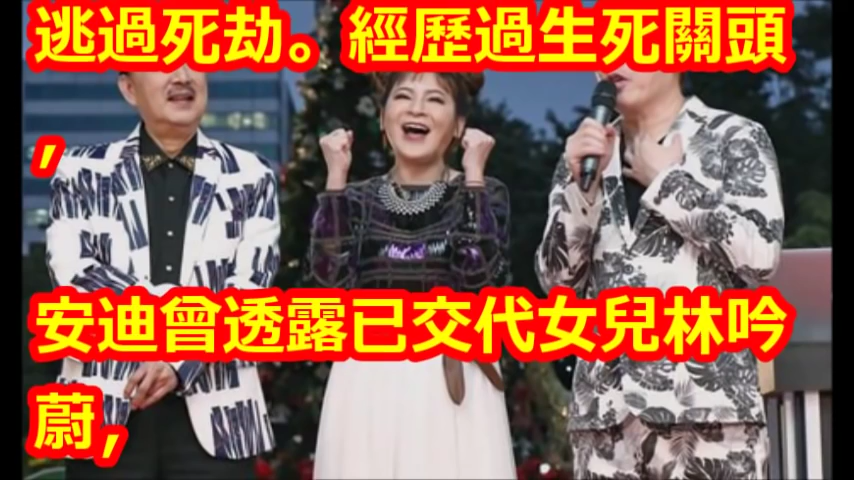 逃過死劫。經歷過生死關頭
，
安迪曾透露已交代女兒林吟
蔚，